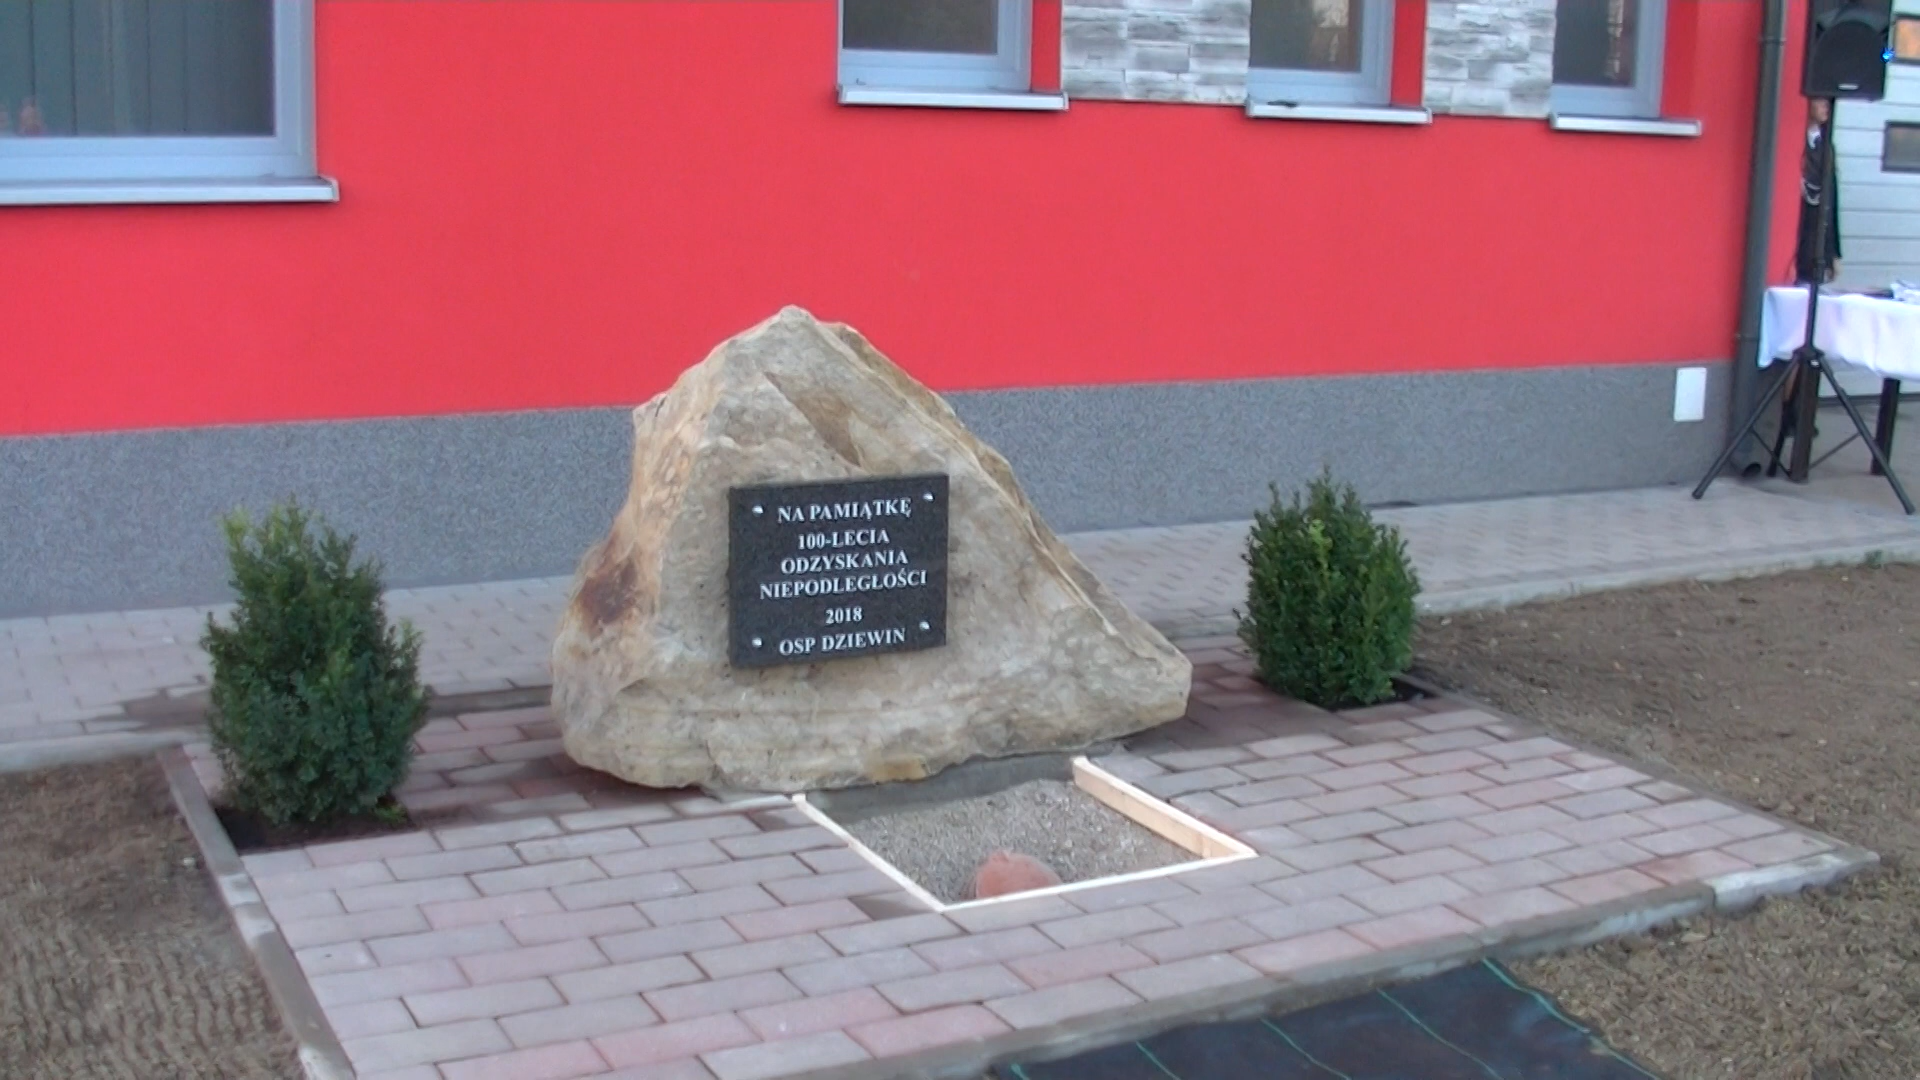 NA PAMIĄTKĘ
100-LECIA
ODZYSKANIA
NIEPODLEGŁOŚCI
2018
OSP DZIEWIN